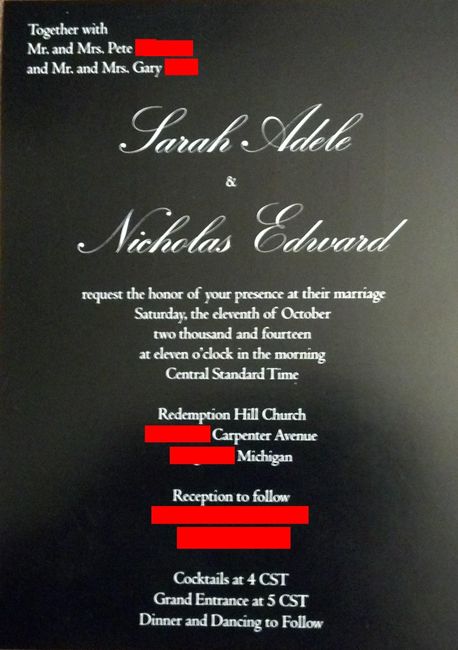 Together with
Mr. and Mrs. Pete
and Mr. and Mrs. Gary
Sarah Adele
&
Nicholas Edward
request the honor of your presence at their marriage
Saturday, the eleventh of October
two thousand and fourteen
at eleven o'clock in the morning
Central Standard Time
Redemption Hill Church
Carpenter Avenue
Michigan
Reception to follow
Cocktails at 4 CST
Grand Entrance at 5 CST
Dinner and Dancing to Follow